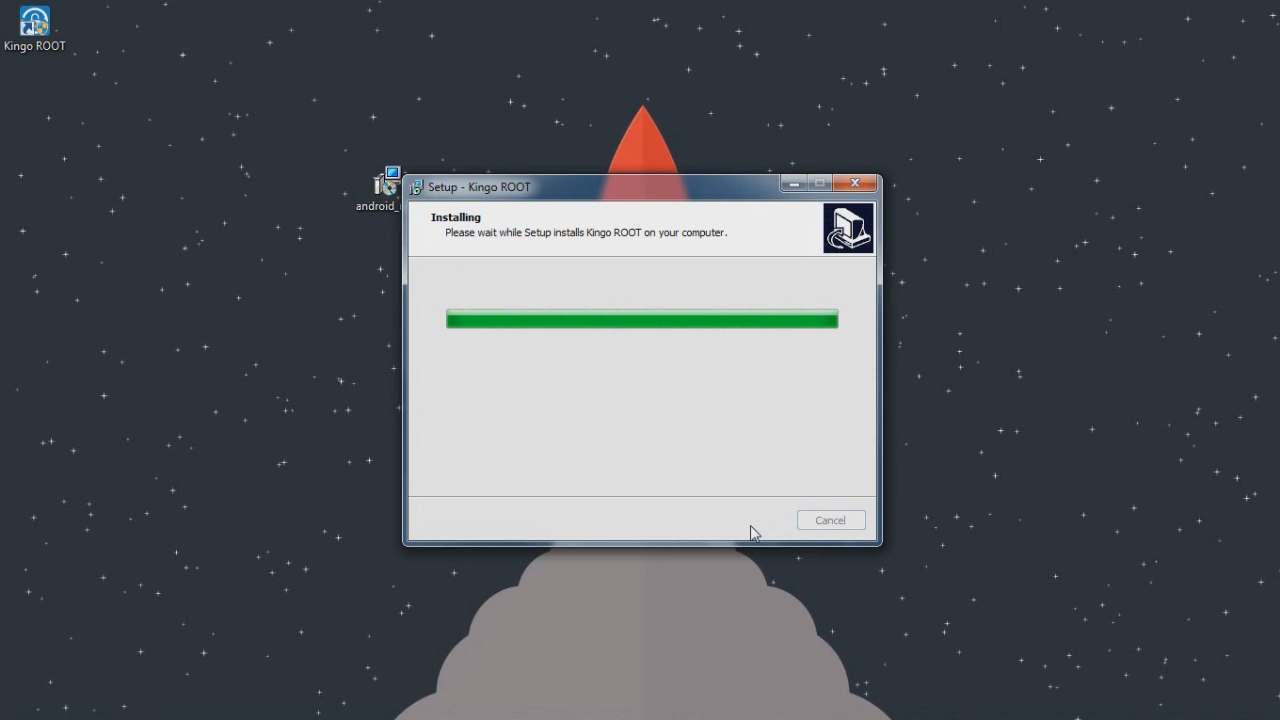 Kingo ROOT
android_
Setup - Kingo ROOT
Installing
Please wait while Setup installs Kingo ROOT on your computer.
Cancel